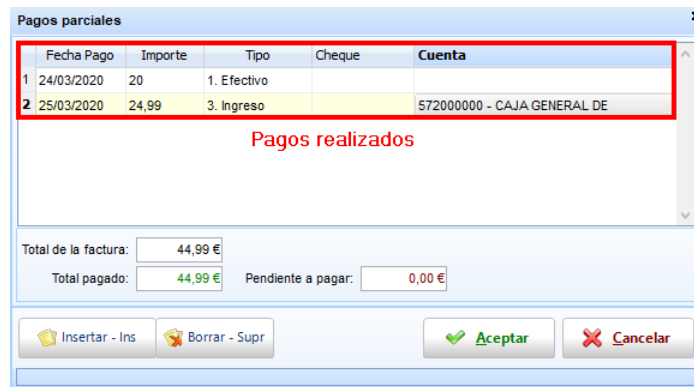 Pagos parciales
Fecha Pago Importe Tipo Cheque Cuenta
1 24/03/2020 20 1. Efectivo
2 25/03/2020 24,99 3. Ingreso 572000000 - CAJA GENERAL DE
Pagos realizados
Total de la factura: 44,99 €
Total pagado: 44,99 € Pendiente a pagar: 0,00 €
Insertar - Ins Borrar - Supr Aceptar Cancelar